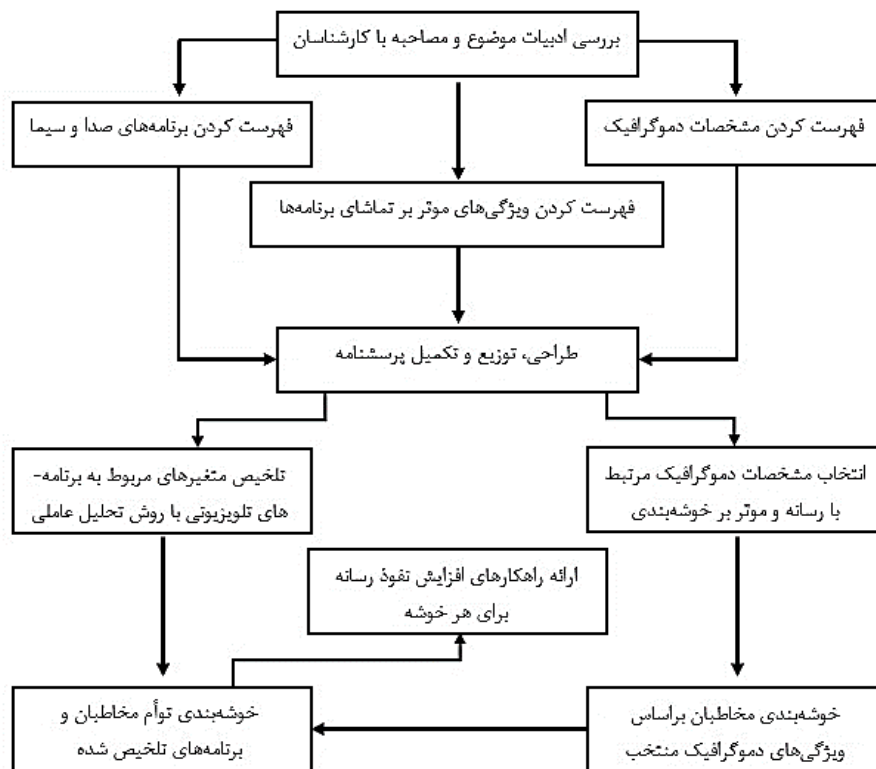 بررسی ادبیات موضوع و مصاحبه با کارشناسان
فهرست کردن مشخصات دموگرافیک
فهرست کردن برنامه‌های صدا و سیما
فهرست کردن ویژگی‌های موثر بر تماشای برنامه‌ها
طراحی، توزیع و تکمیل پرسشنامه
انتخاب مشخصات دموگرافیک مرتبط
با رسانه و موثر بر خوشه‌بندی
تلخیص متغیرهای مربوط به برنامه-
های تلویزیونی با روش تحلیل عاملی
ارائه راهکارهای افزایش نفوذ رسانه
برای هر خوشه
خوشه‌بندی مخاطبان براساس
ویژگی‌های دموگرافیک منتخب
خوشه‌بندی توأم مخاطبان و
برنامه‌های تلخیص شده